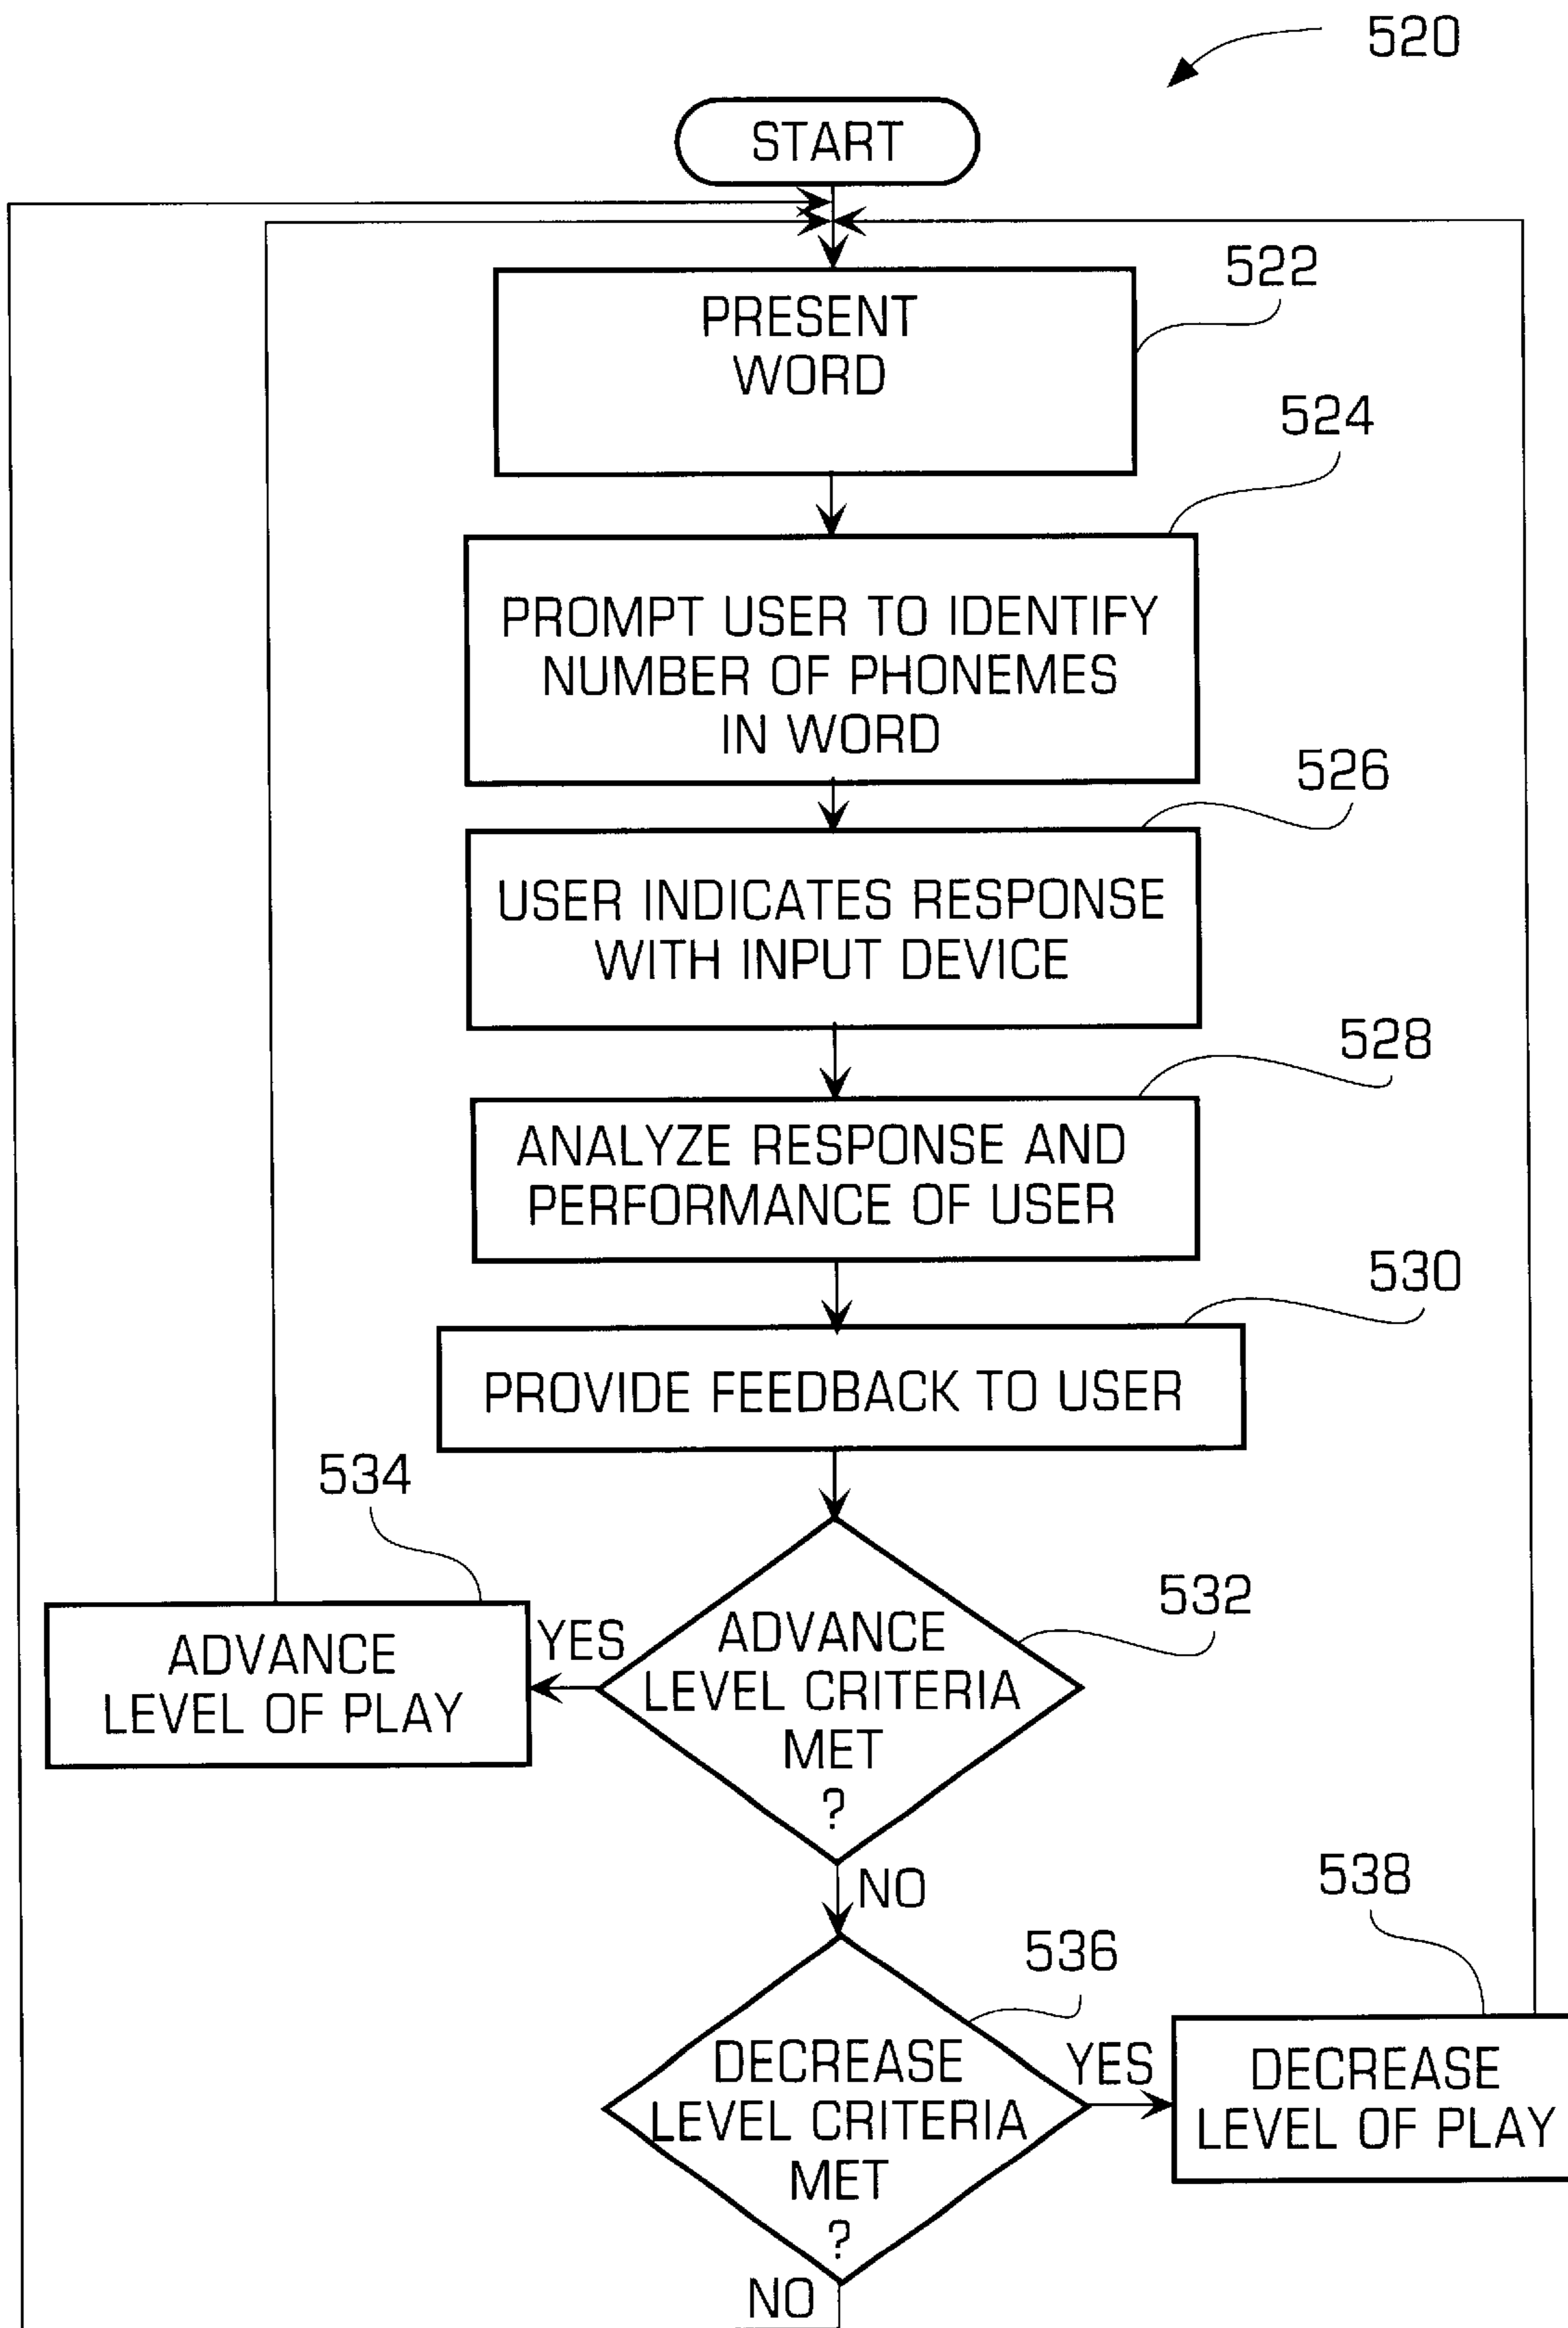 520
START
522
PRESENT
WORD
524
PROMPT USER TO IDENTIFY
NUMBER OF PHONEMES
IN WORD
526
USER INDICATES RESPONSE
WITH INPUT DEVICE
528
ANALYZE RESPONSE AND
PERFORMANCE OF USER
530
PROVIDE FEEDBACK TO USER
534
532
ADVANCE
LEVEL OF PLAY
YES
ADVANCE
LEVEL CRITERIA
MET
?
NO
538
536
DECREASE
LEVEL CRITERIA
MET
?
YES
DECREASE
LEVEL OF PLAY
NO